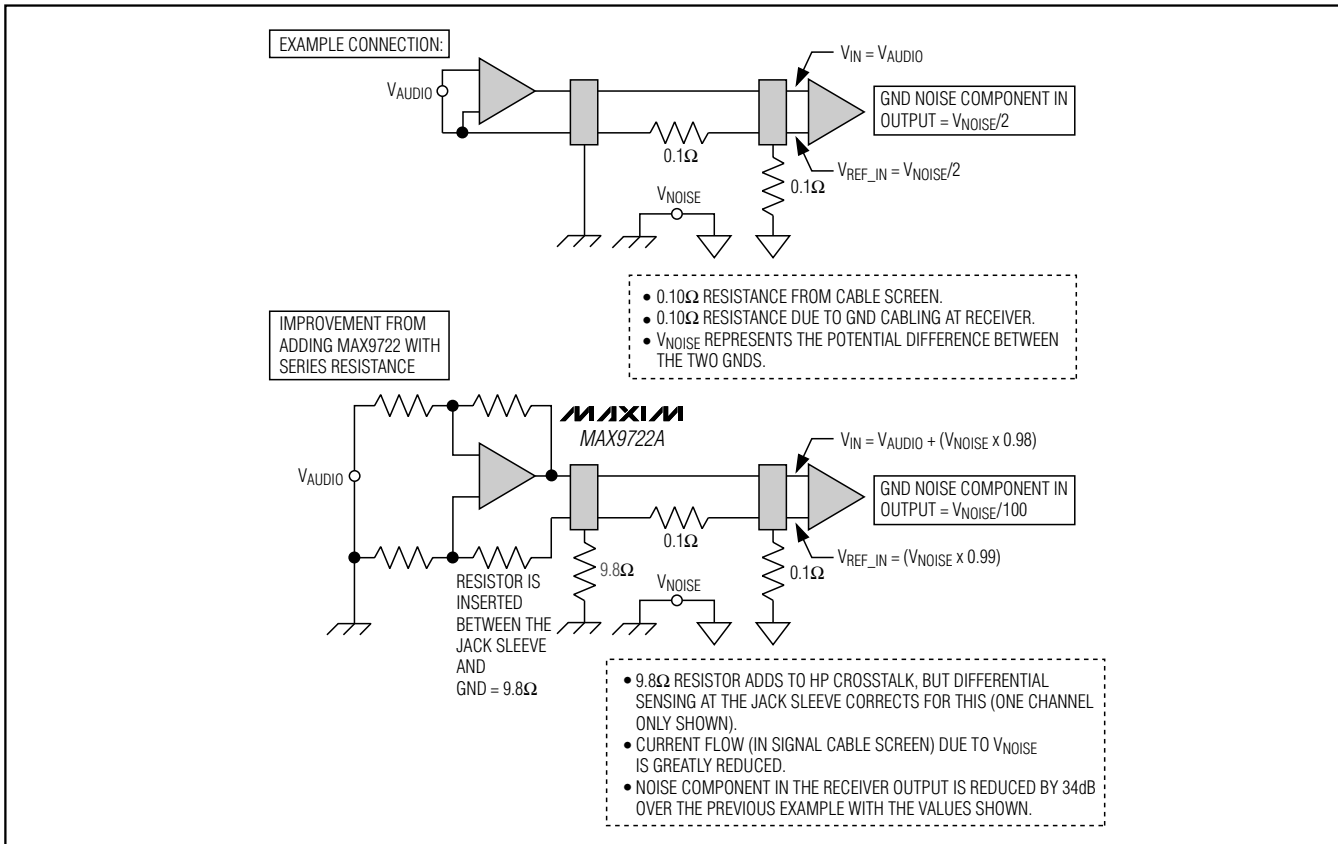 EXAMPLE CONNECTION:
VAUDIO
0.1Ω
VNOISE
0.1Ω
VIN = VAUDIO
GND NOISE COMPONENT IN
OUTPUT = VNOISE/2
VREF_IN = VNOISE/2
• 0.10Ω RESISTANCE FROM CABLE SCREEN.
• 0.10Ω RESISTANCE DUE TO GND CABLING AT RECEIVER.
• VNOISE REPRESENTS THE POTENTIAL DIFFERENCE BETWEEN
THE TWO GNDS.
IMPROVEMENT FROM
ADDING MAX9722 WITH
SERIES RESISTANCE
MAXIM
MAX9722A
VAUDIO
VIN = VAUDIO + (VNOISE x 0.98)
GND NOISE COMPONENT IN
OUTPUT = VNOISE/100
VREF_IN = (VNOISE x 0.99)
0.1Ω
9.8Ω
VNOISE
0.1Ω
RESISTOR IS
INSERTED
BETWEEN THE
JACK SLEEVE
AND
GND = 9.8Ω
• 9.8Ω RESISTOR ADDS TO HP CROSSTALK, BUT DIFFERENTIAL
SENSING AT THE JACK SLEEVE CORRECTS FOR THIS (ONE CHANNEL
ONLY SHOWN).
• CURRENT FLOW (IN SIGNAL CABLE SCREEN) DUE TO VNOISE
IS GREATLY REDUCED.
• NOISE COMPONENT IN THE RECEIVER OUTPUT IS REDUCED BY 34dB
OVER THE PREVIOUS EXAMPLE WITH THE VALUES SHOWN.